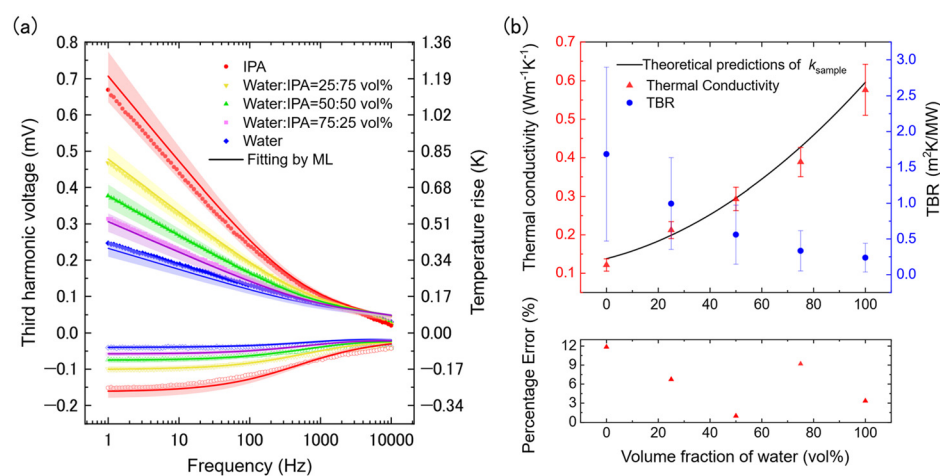 (a)
Third harmonic voltage (mV)
0.8
0.7
0.6
0.5
0.4
0.3
0.2
0.1
0.0
−0.1
−0.2
IPA
Water:IPA=25:75 vol%
Water:IPA=50:50 vol%
Water:IPA=75:25 vol%
Water
Fitting by ML
1.36
1.19
1.02
0.85
0.68
0.51
0.34
0.17
0.00
−0.17
−0.34
Temperature rise (K)
1 10 100 1000 10000
Frequency (Hz)
(b)
Thermal conductivity (Wm⁻¹K⁻¹)
0.7
0.6
0.5
0.4
0.3
0.2
0.1
Theoretical predictions of k_sample
Thermal Conductivity
TBR
3.0
2.5
2.0
1.5
1.0
0.5
0.0
TBR (m²K/MW)
Percentage Error (%)
12
9
6
3
0
0 20 40 60 80 100
Volume fraction of water (vol%)